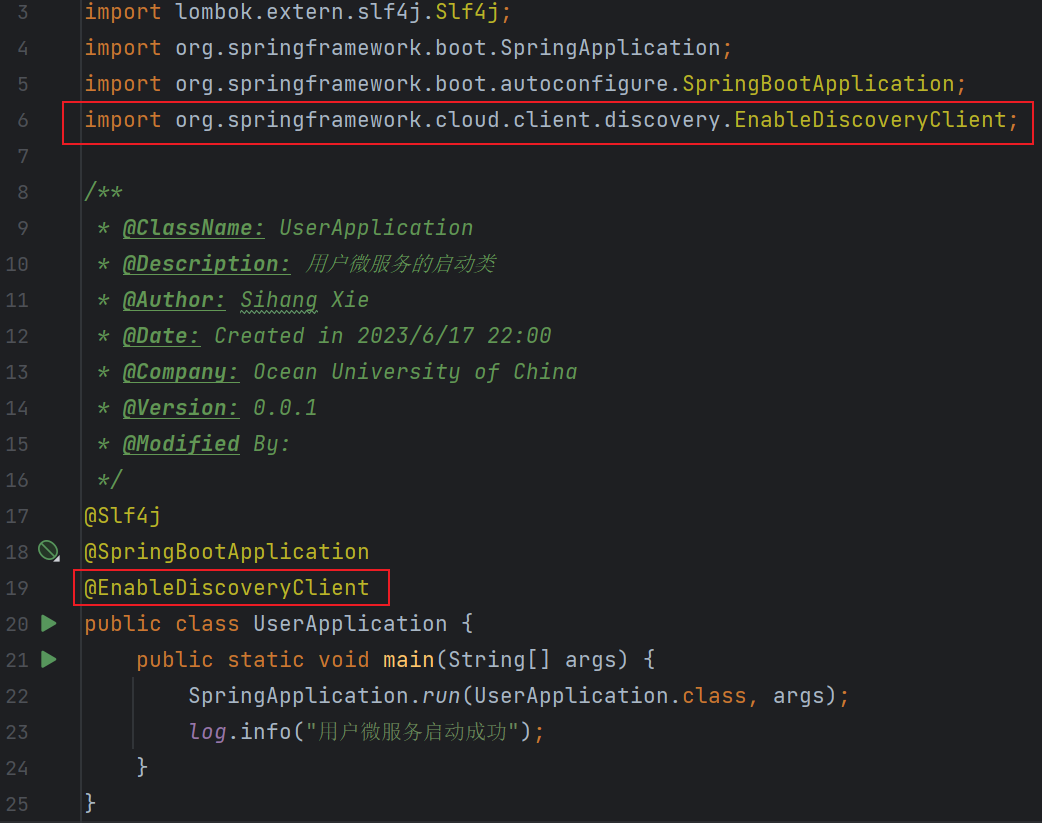 3 import lombok.extern.slf4j.Slf4j;
4 import org.springframework.boot.SpringApplication;
5 import org.springframework.boot.autoconfigure.SpringBootApplication;
6 import org.springframework.cloud.client.discovery.EnableDiscoveryClient;
7
8 /**
9 * @ClassName: UserApplication
10 * @Description: 用户微服务的启动类
11 * @Author: Sihang Xie
12 * @Date: Created in 2023/6/17 22:00
13 * @Company: Ocean University of China
14 * @Version: 0.0.1
15 * @Modified By:
16 */
17 @Slf4j
18 @SpringBootApplication
19 @EnableDiscoveryClient
20 public class UserApplication {
21 public static void main(String[] args) {
22 SpringApplication.run(UserApplication.class, args);
23 log.info("用户微服务启动成功");
24 }
25 }